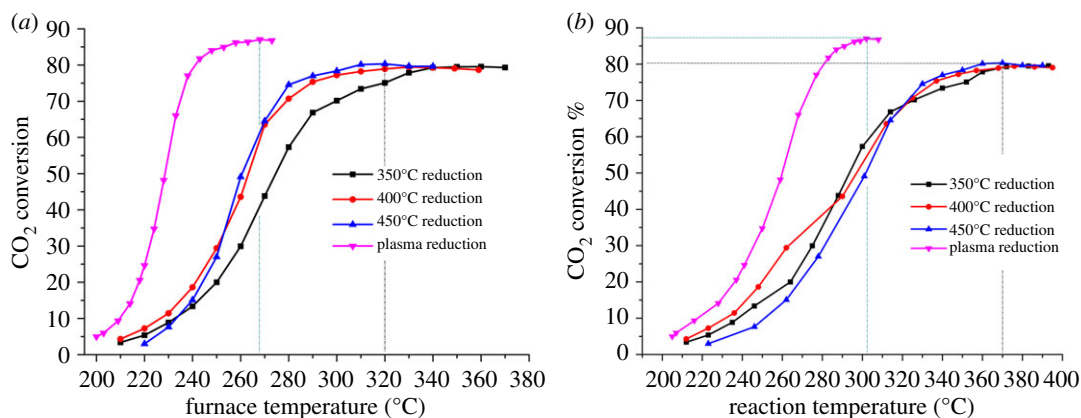 (a)
90
80
70
60
50
40
30
20
10
0
CO2 conversion
350°C reduction
400°C reduction
450°C reduction
plasma reduction
200 220 240 260 280 300 320 340 360 380
furnace temperature (°C)
(b)
90
80
70
60
50
40
30
20
10
0
CO2 conversion %
350°C reduction
400°C reduction
450°C reduction
plasma reduction
200 220 240 260 280 300 320 340 360 380 400
reaction temperature (°C)